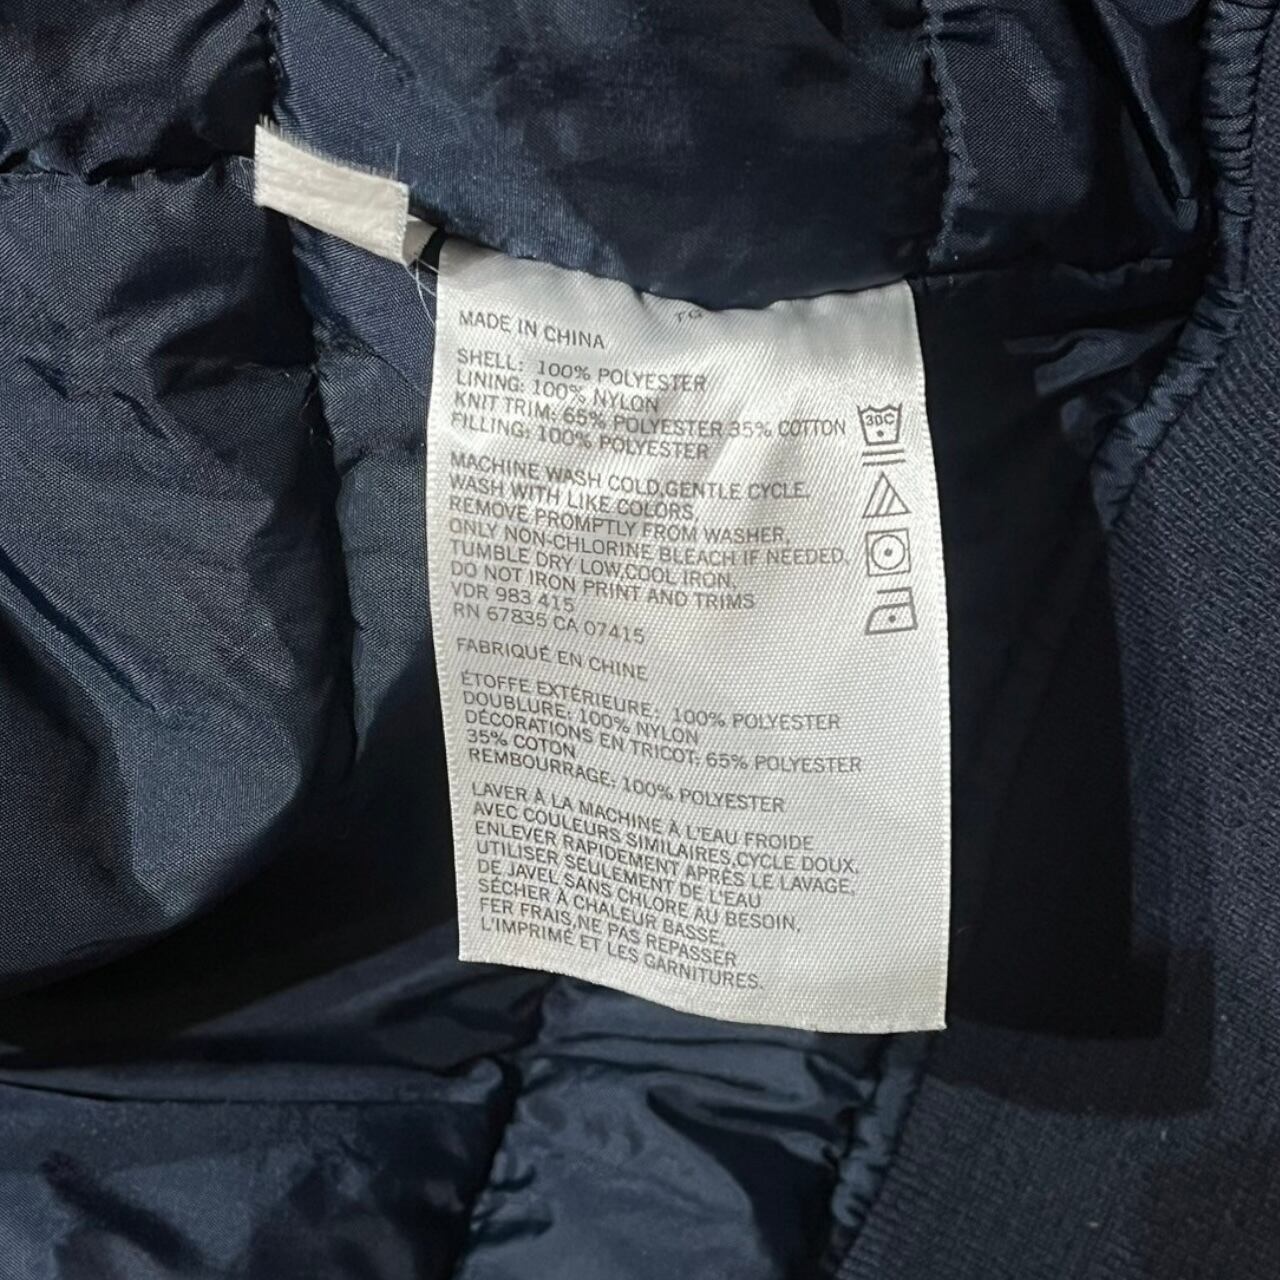 MADE IN CHINA
SHELL: 100% POLYESTER
LINING: 100% NYLON
KNIT TRIM: 65% POLYESTER 35% COTTON
FILLING: 100% POLYESTER
30C
MACHINE WASH COLD,GENTLE CYCLE.
WASH WITH LIKE COLORS
REMOVE PROMPTLY FROM WASHER.
ONLY NON-CHLORINE BLEACH IF NEEDED.
TUMBLE DRY LOW,COOL IRON,
DO NOT IRON PRINT AND TRIMS
VDR 983 415
RN 67835 CA 07415
FABRIQUÉ EN CHINE
ÉTOFFE EXTÉRIEURE: 100% POLYESTER
DOUBLURE: 100% NYLON
DÉCORATIONS EN TRICOT: 65% POLYESTER
35% COTON
REMBOURRAGE: 100% POLYESTER
LAVER À LA MACHINE À L'EAU FROIDE
AVEC COULEURS SIMILAIRES,CYCLE DOUX.
ENLEVER RAPIDEMENT APRÈS LE LAVAGE.
UTILISER SEULEMENT DE L'EAU
DE JAVEL SANS CHLORE AU BESOIN.
SÉCHER À CHALEUR BASSE.
FER FRAIS,NE PAS REPASSER
L'IMPRIMÉ ET LES GARNITURES.